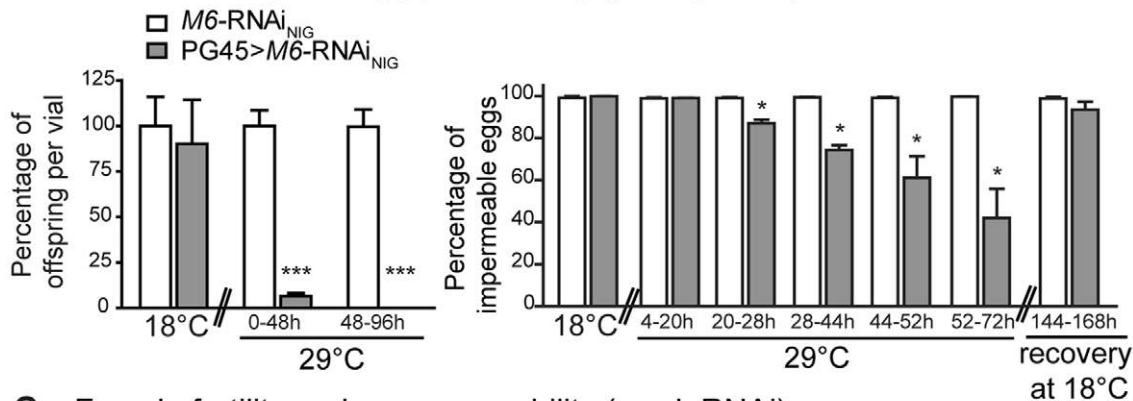 M6-RNAiNIG
PG45>M6-RNAiNIG
Percentage of
offspring per vial
125
100
75
50
25
0
***
***
18°C
0-48h
48-96h
29°C
Percentage of
impermeable eggs
100
80
60
40
20
0
*
*
*
*
18°C
4-20h
20-28h
28-44h
44-52h
52-72h
144-168h
29°C
recovery
at 18°C